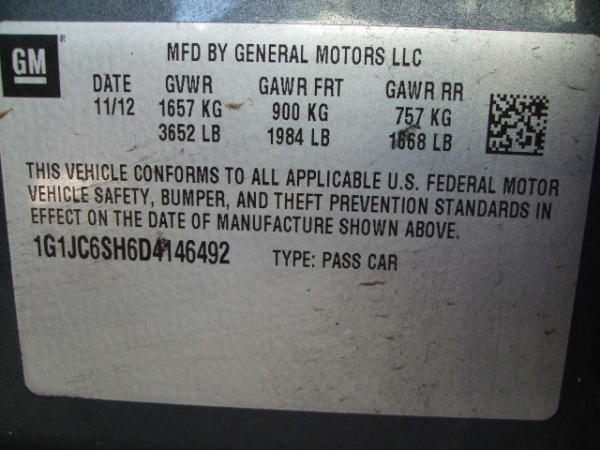 GM
®
MFD BY GENERAL MOTORS LLC
DATE GVWR GAWR FRT GAWR RR
11/12 1657 KG 900 KG 757 KG
3652 LB 1984 LB 1668 LB
THIS VEHICLE CONFORMS TO ALL APPLICABLE U.S. FEDERAL MOTOR
VEHICLE SAFETY, BUMPER, AND THEFT PREVENTION STANDARDS IN
EFFECT ON THE DATE OF MANUFACTURE SHOWN ABOVE.
1G1JC6SH6D4146492 TYPE: PASS CAR